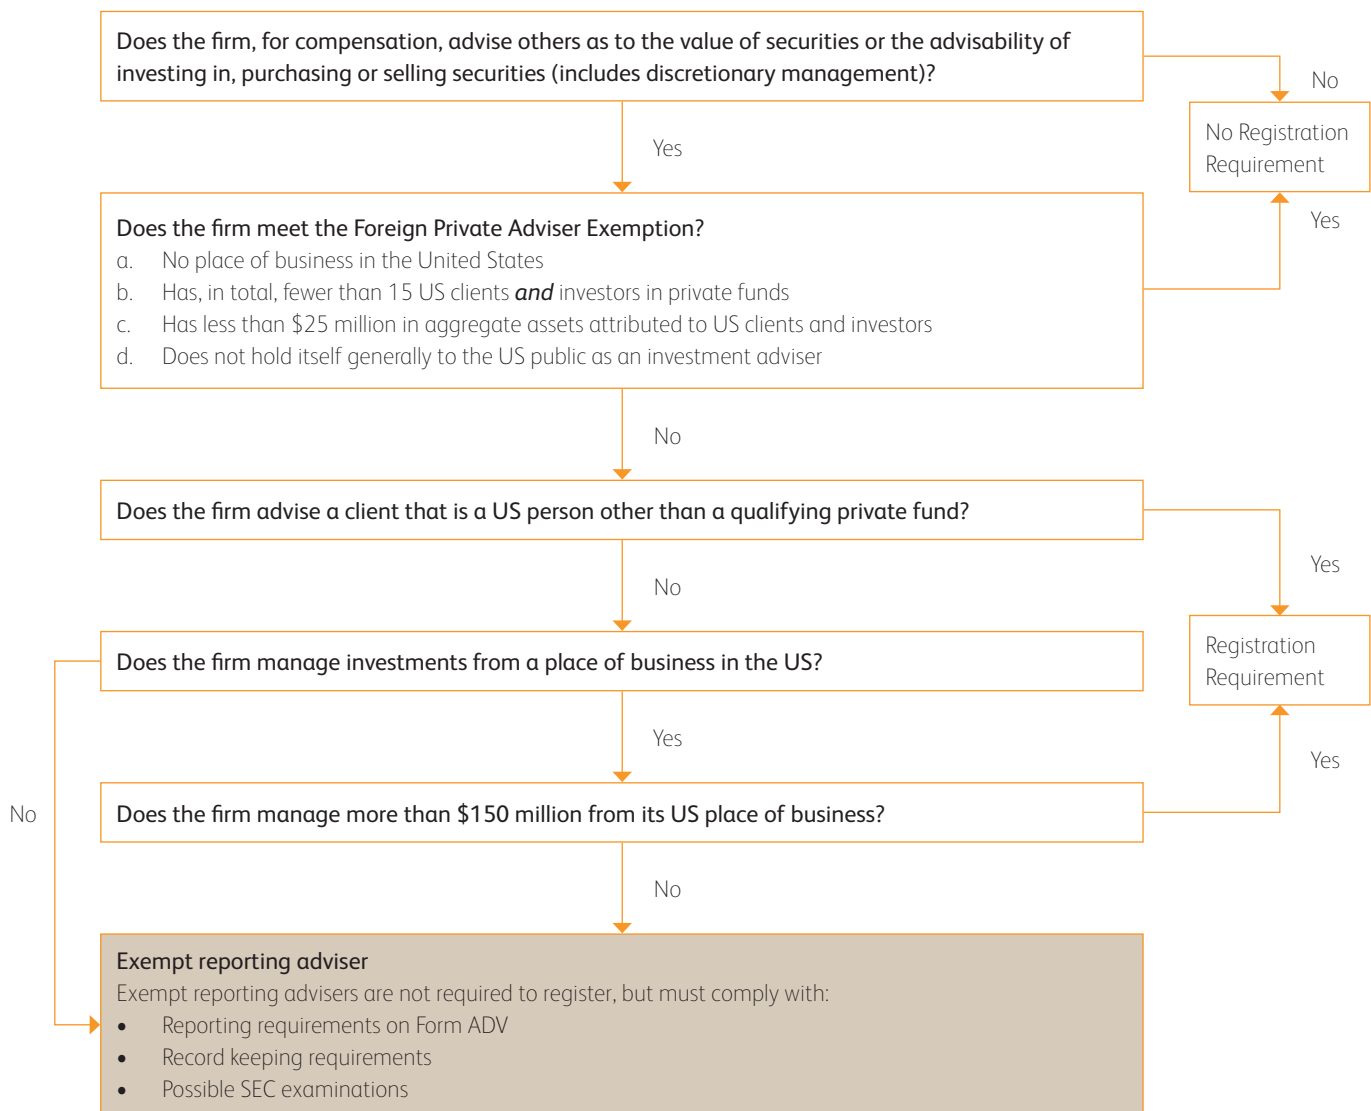 Does the firm, for compensation, advise others as to the value of securities or the advisability of
investing in, purchasing or selling securities (includes discretionary management)?
No
No Registration
Requirement
Yes
Does the firm meet the Foreign Private Adviser Exemption?
a. No place of business in the United States
b. Has, in total, fewer than 15 US clients and investors in private funds
c. Has less than $25 million in aggregate assets attributed to US clients and investors
d. Does not hold itself generally to the US public as an investment adviser
Yes
No
Does the firm advise a client that is a US person other than a qualifying private fund?
Yes
No
Registration
Requirement
Does the firm manage investments from a place of business in the US?
Yes
Yes
No
Does the firm manage more than $150 million from its US place of business?
No
Exempt reporting adviser
Exempt reporting advisers are not required to register, but must comply with:
• Reporting requirements on Form ADV
• Record keeping requirements
• Possible SEC examinations